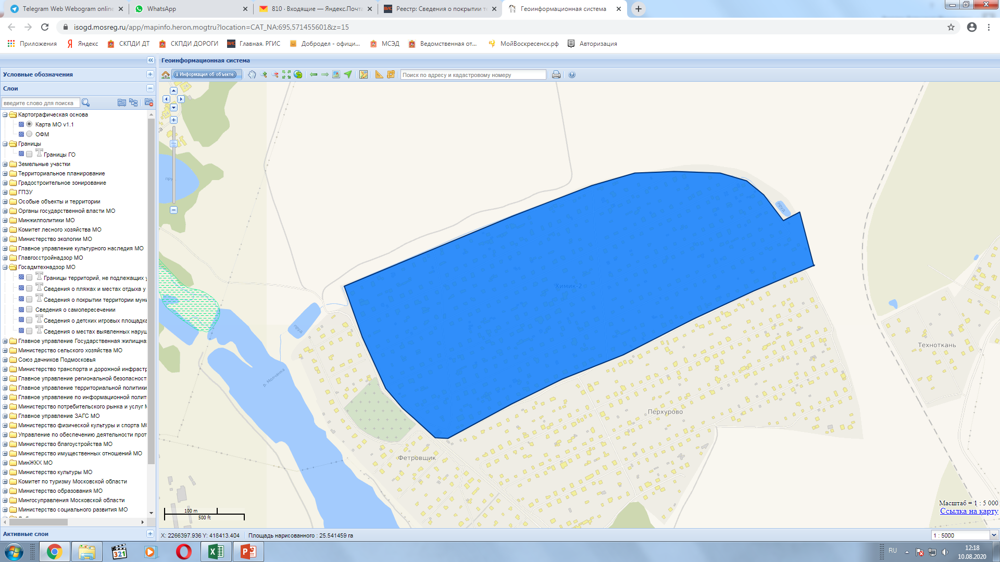 Telegram Web Webogram online
WhatsApp
810 · Входящие — Яндекс.Почта
Реестр: Сведения о покрытии т
Геоинформационная система
isogd.mosreg.ru/app/mapinfo.heron.mogtru?location=CAT_NA:695,571455601&z=15
Приложения
Яндекс
СКПДИ ДТ
СКПДИ ДОРОГИ
Главная. РГИС
Добродел - офици...
МСЭД
Ведомственная от...
МойВоскресенск.рф
Авторизация
Геоинформационная система
Условные обозначения
Слои
Информация об объекте
Поиск по адресу и кадастровому номеру
введите слово для поиска
Картографическая основа
Карта МО v1.1
ОФМ
Границы
Границы ГО
Земельные участки
Территориальное планирование
Градостроительное зонирование
ГПЗУ
Особые объекты и территории
Органы государственной власти МО
Минжилполитики МО
Комитет лесного хозяйства МО
Министерство экологии МО
Главное управление культурного наследия МО
Главгосстройнадзор МО
Госадмтехнадзор МО
Границы территорий, не подлежащих у
Сведения о пляжах и местах отдыха у
Сведения о покрытии территории муни
Сведения о самопересечении
Сведения о детских игровых площадка
Сведения о местах выявленных наруш
Главное управление Государственная жилищна
Министерство сельского хозяйства МО
Союз дачников Подмосковья
Министерство транспорта и дорожной инфрастр
Главное управление региональной безопасност
Главное управление территориальной политики
Главное управление по информационной полит
Министерство потребительского рынка и услуг М
Главное управление ЗАГС МО
Министерство физической культуры и спорта МО
Управление по обеспечению деятельности прот
Министерство благоустройства МО
Министерство имущественных отношений МО
МинЖКХ МО
Министерство культуры МО
Комитет по туризму Московской области
Министерство образования МО
Мингосуправления Московской области
Министерство социального развития МО
Активные слои
26
14
пру
пруд
Химик-2
пруд
Техноткань
р. Молчанка
Перхурово
Фетровщик
100 m
500 ft
Масштаб = 1 : 5 000
Ссылка на карту
X: 2266397.936 Y: 418413.404
Площадь нарисованного : 25.541459 га
1 : 5000
321
RU
12:18
10.08.2020